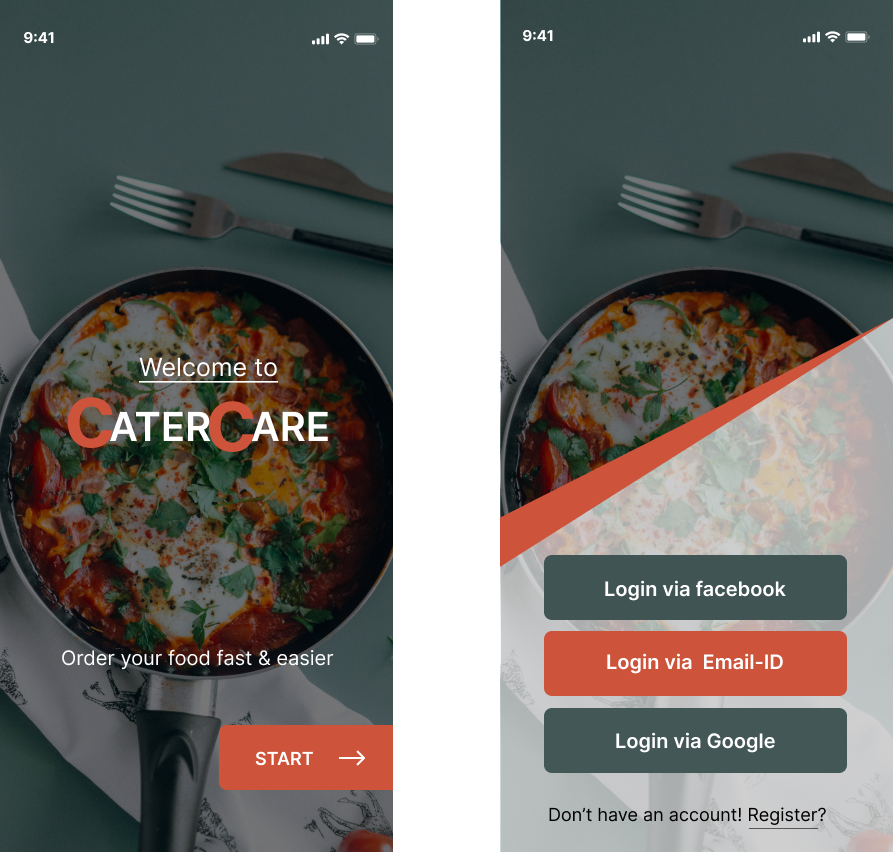 9:41
Welcome to
CATERCARE
Order your food fast & easier
START
9:41
Login via facebook
Login via  Email-ID
Login via Google
Don’t have an account! Register?